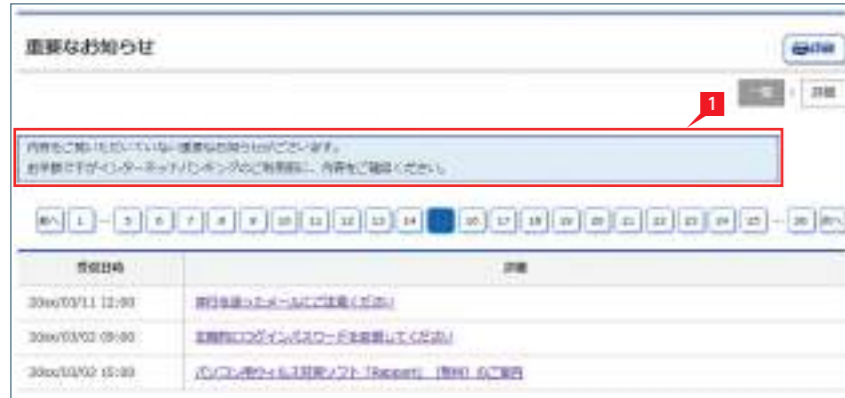 重要なお知らせ
印刷
1
一覧
詳細
内容をご覧いただいていない重要なお知らせがございます。
お手数ですがインターネットバンキングのご利用前に、内容をご確認ください。
前へ 1 … 5 6 7 8 9 10 11 12 13 14 16 17 18 19 20 21 22 23 24 25 … 26 次へ
受信日時 詳細
20xx/03/11 12:00 銀行を装ったメールにご注意ください
20xx/03/02 09:00 定期的にログインパスワードを変更してください
20xx/03/02 15:00 パソコン用ウイルス対策ソフト「Rapport」（無料）のご案内